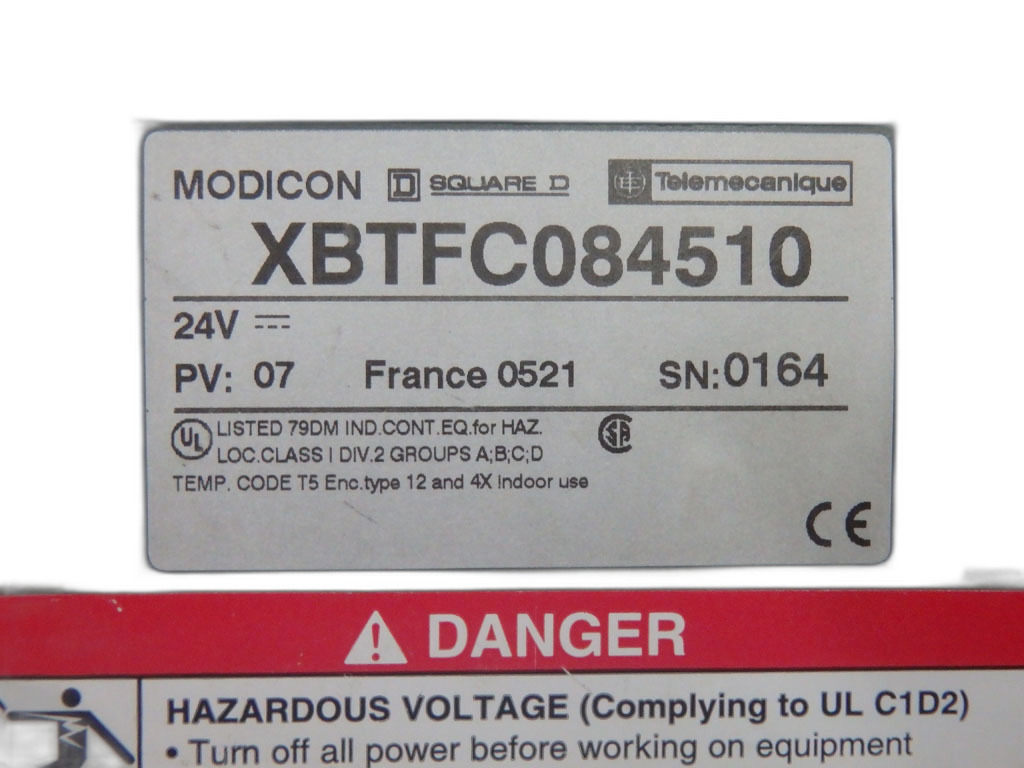 MODICON D SQUARE D Telemecanique
XBTFC084510
24V
PV: 07 France 0521 SN:0164
UL LISTED 79DM IND.CONT.EQ.for HAZ.
LOC.CLASS I DIV.2 GROUPS A;B;C;D
SA
TEMP. CODE T5 Enc.type 12 and 4X indoor use
CE
DANGER
HAZARDOUS VOLTAGE (Complying to UL C1D2)
• Turn off all power before working on equipment